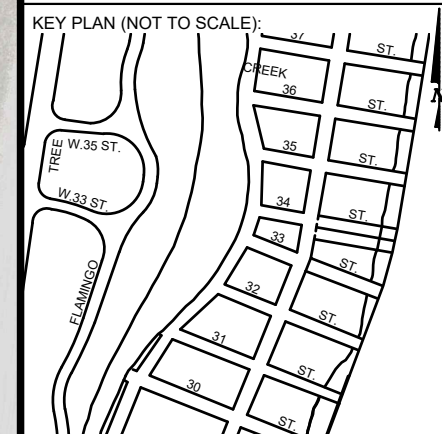 KEY PLAN (NOT TO SCALE):
37
ST.
CREEK
36
ST.
N
TREE
W.35 ST.
35
ST.
W.33 ST.
34
ST.
33
ST.
FLAMINGO
32
ST.
31
ST.
30
ST.